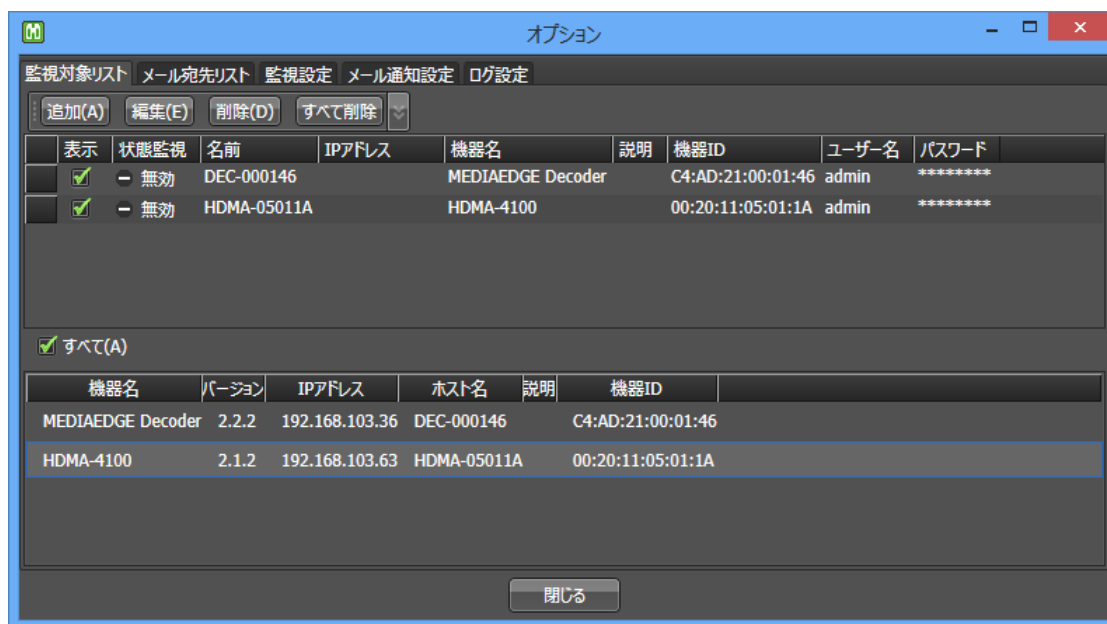 オプション
監視対象リスト メール宛先リスト 監視設定 メール通知設定 ログ設定
追加(A) 編集(E) 削除(D) すべて削除
表示 状態監視 名前 IPアドレス 機器名 説明 機器ID ユーザー名 パスワード
無効 DEC-000146 MEDIAEDGE Decoder C4:AD:21:00:01:46 admin ********
無効 HDMA-05011A HDMA-4100 00:20:11:05:01:1A admin ********
すべて(A)
機器名 バージョン IPアドレス ホスト名 説明 機器ID
MEDIAEDGE Decoder 2.2.2 192.168.103.36 DEC-000146 C4:AD:21:00:01:46
HDMA-4100 2.1.2 192.168.103.63 HDMA-05011A 00:20:11:05:01:1A
閉じる